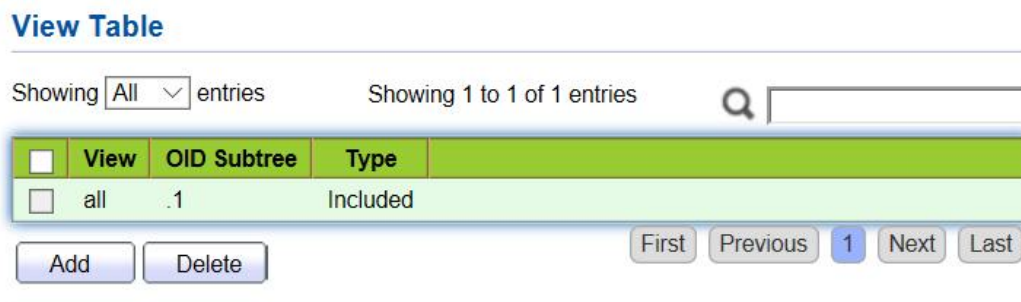 View Table
Showing All entries Showing 1 to 1 of 1 entries
View OID Subtree Type
all .1 Included
Add Delete First Previous 1 Next Last